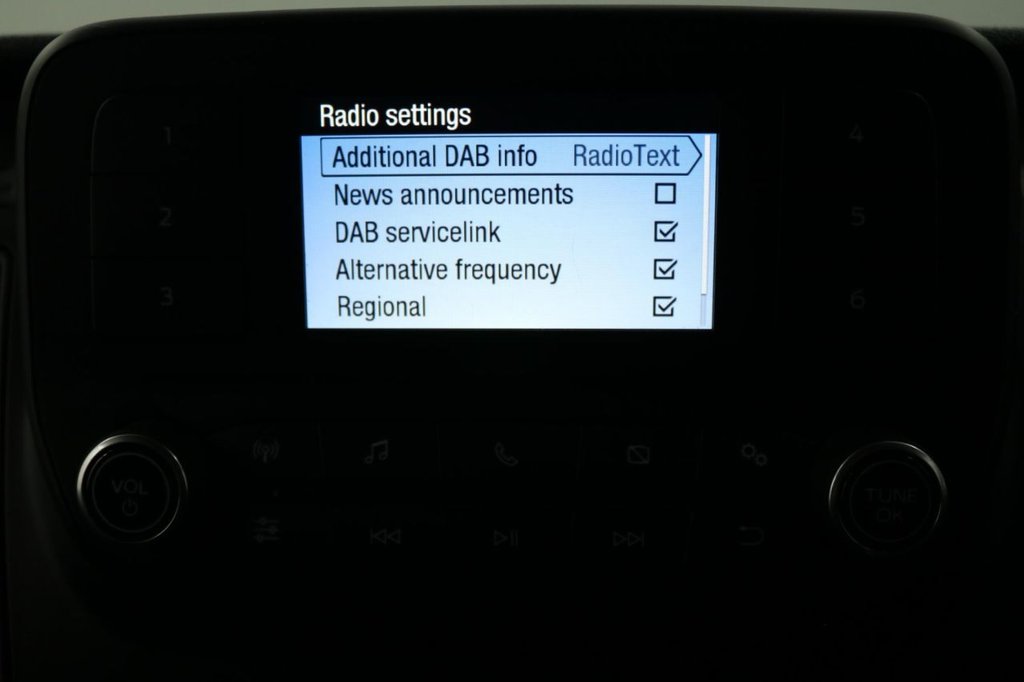 Radio settings
Additional DAB info RadioText
News announcements
DAB servicelink
Alternative frequency
Regional
1
2
3
4
5
6
VOL
TUNE
OK